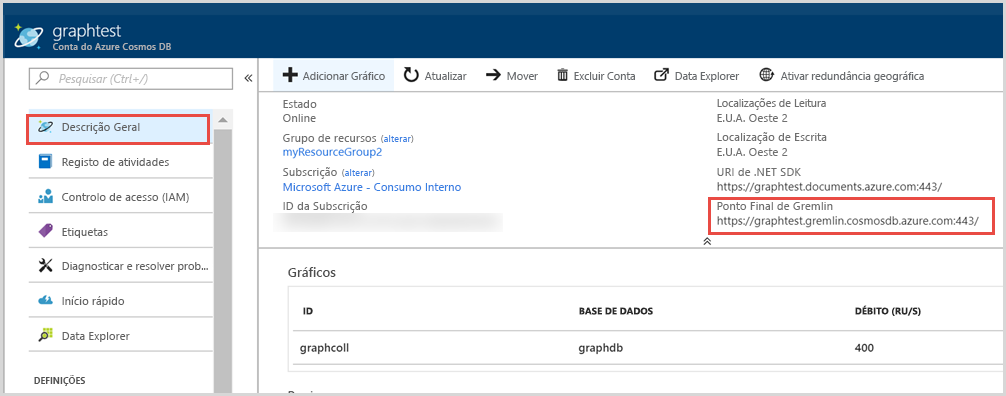 graphtest
Conta do Azure Cosmos DB
Pesquisar (Ctrl+/)
Descrição Geral
Registo de atividades
Controlo de acesso (IAM)
Etiquetas
Diagnosticar e resolver prob...
Início rápido
Data Explorer
DEFINIÇÕES
Adicionar Gráfico
Atualizar
Mover
Excluir Conta
Data Explorer
Ativar redundância geográfica
Estado
Online
Grupo de recursos (alterar)
myResourceGroup2
Subscrição (alterar)
Microsoft Azure - Consumo Interno
ID da Subscrição
Localizações de Leitura
E.U.A. Oeste 2
Localização de Escrita
E.U.A. Oeste 2
URI de .NET SDK
https://graphtest.documents.azure.com:443/
Ponto Final de Gremlin
https://graphtest.gremlin.cosmosdb.azure.com:443/
Gráficos
ID BASE DE DADOS DÉBITO (RU/S)
graphcoll graphdb 400